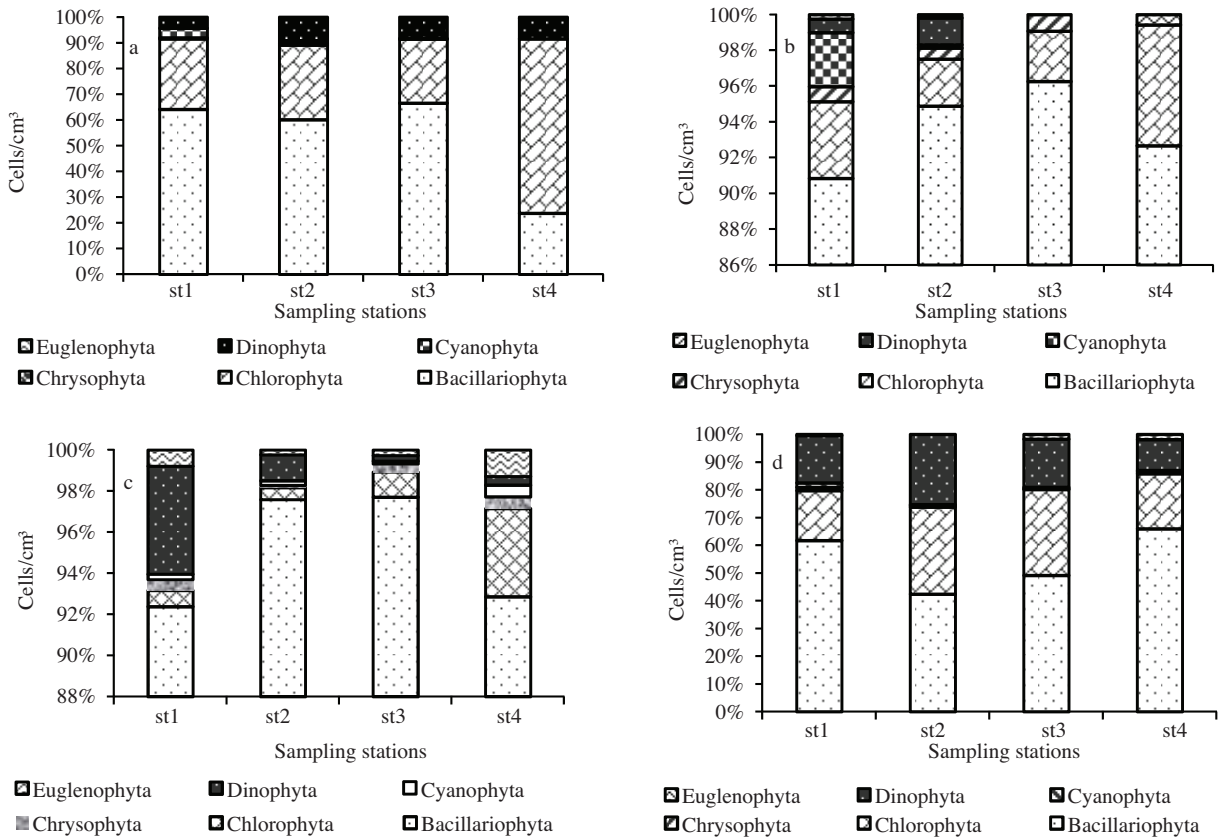 a
100%
90%
80%
70%
60%
50%
40%
30%
20%
10%
0%
Cells/cm³
st1 st2 st3 st4
Sampling stations
Euglenophyta Dinophyta Cyanophyta
Chrysophyta Chlorophyta Bacillariophyta
b
100%
98%
96%
94%
92%
90%
88%
86%
Cells/cm³
st1 st2 st3 st4
Sampling stations
Euglenophyta Dinophyta Cyanophyta
Chrysophyta Chlorophyta Bacillariophyta
c
100%
98%
96%
94%
92%
90%
88%
Cells/cm³
st1 st2 st3 st4
Sampling stations
Euglenophyta Dinophyta Cyanophyta
Chrysophyta Chlorophyta Bacillariophyta
d
100%
90%
80%
70%
60%
50%
40%
30%
20%
10%
0%
Cells/cm³
st1 st2 st3 st4
Sampling stations
Euglenophyta Dinophyta Cyanophyta
Chrysophyta Chlorophyta Bacillariophyta